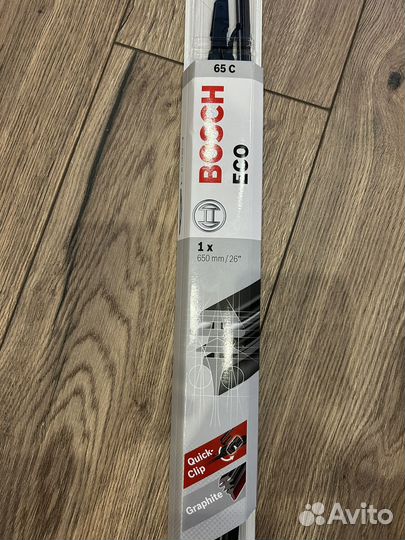 65 C
BOSCH
ECO
1 x
650 mm / 26"
Quick-
Clip
Graphite
Avito